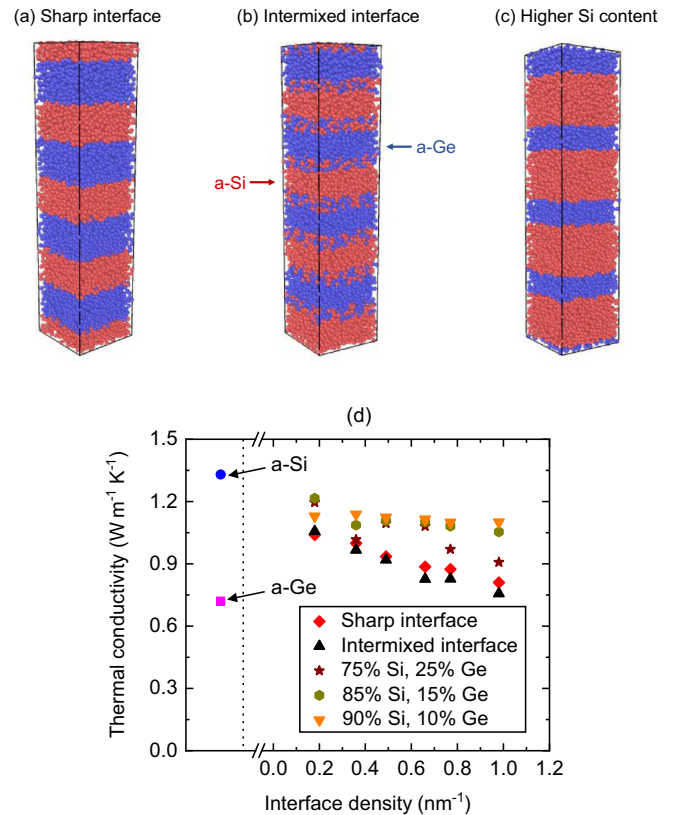 (a) Sharp interface
(b) Intermixed interface
(c) Higher Si content
a-Ge
a-Si
(d)
Thermal conductivity (W m⁻¹ K⁻¹)
1.5
1.2
0.9
0.6
0.3
0.0
a-Si
a-Ge
Sharp interface
Intermixed interface
75% Si, 25% Ge
85% Si, 15% Ge
90% Si, 10% Ge
0.0 0.2 0.4 0.6 0.8 1.0 1.2
Interface density (nm⁻¹)